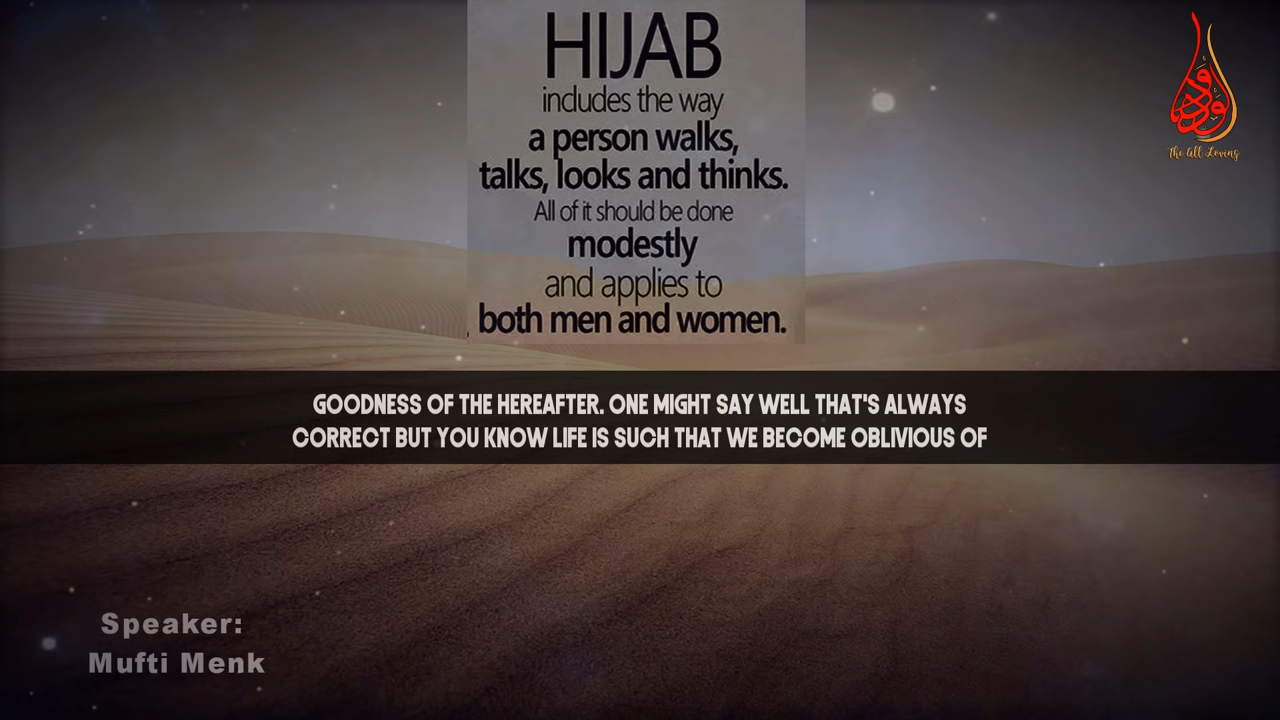 HIJAB
includes the way
a person walks,
talks, looks and thinks.
All of it should be done
modestly
and applies to
both men and women.
الودود
The All Loving
GOODNESS OF THE HEREAFTER. ONE MIGHT SAY WELL THAT'S ALWAYS
CORRECT BUT YOU KNOW LIFE IS SUCH THAT WE BECOME OBLIVIOUS OF
Speaker:
Mufti Menk